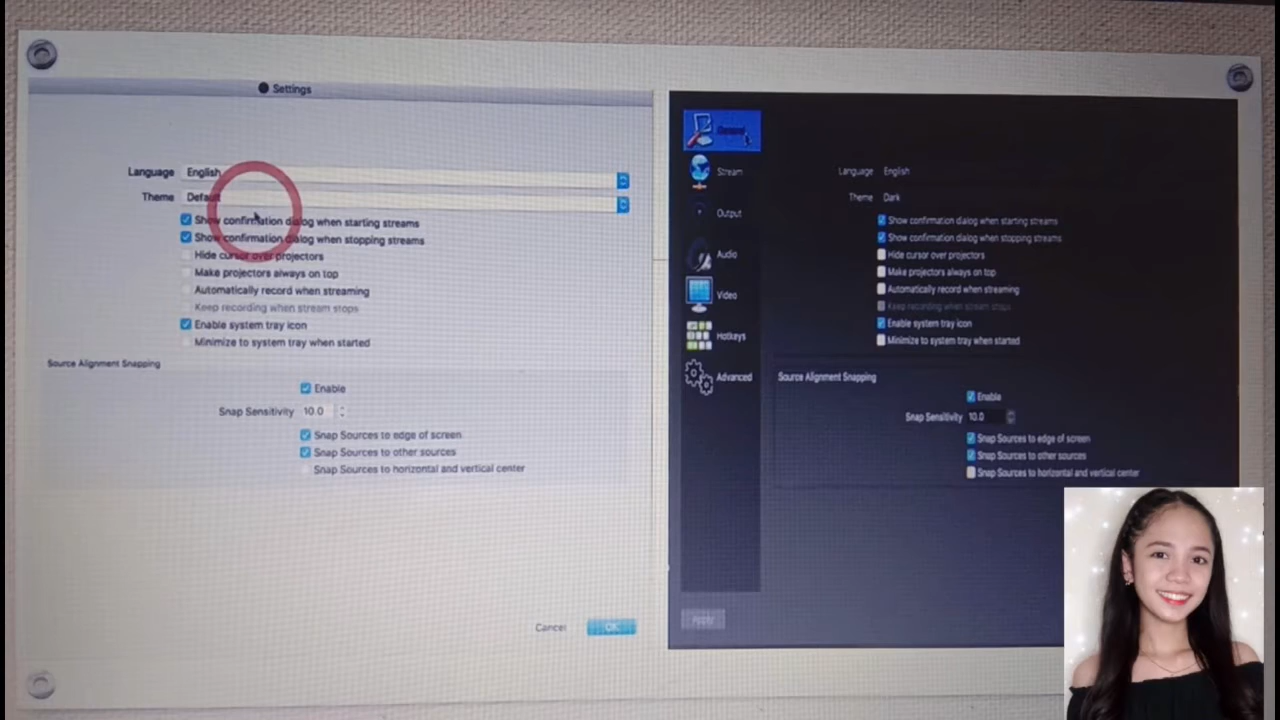 Settings
Language English
Theme Default
Show confirmation dialog when starting streams
Show confirmation dialog when stopping streams
Hide cursor over projectors
Make projectors always on top
Automatically record when streaming
Keep recording when stream stops
Enable system tray icon
Minimize to system tray when started
Source Alignment Snapping
Enable
Snap Sensitivity 10.0
Snap Sources to edge of screen
Snap Sources to other sources
Snap Sources to horizontal and vertical center
Cancel OK
General
Stream
Output
Audio
Video
Hotkeys
Advanced
Language English
Theme Dark
Show confirmation dialog when starting streams
Show confirmation dialog when stopping streams
Hide cursor over projectors
Make projectors always on top
Automatically record when streaming
Keep recording when stream stops
Enable system tray icon
Minimize to system tray when started
Source Alignment Snapping
Enable
Snap Sensitivity 10.0
Snap Sources to edge of screen
Snap Sources to other sources
Snap Sources to horizontal and vertical center
Apply